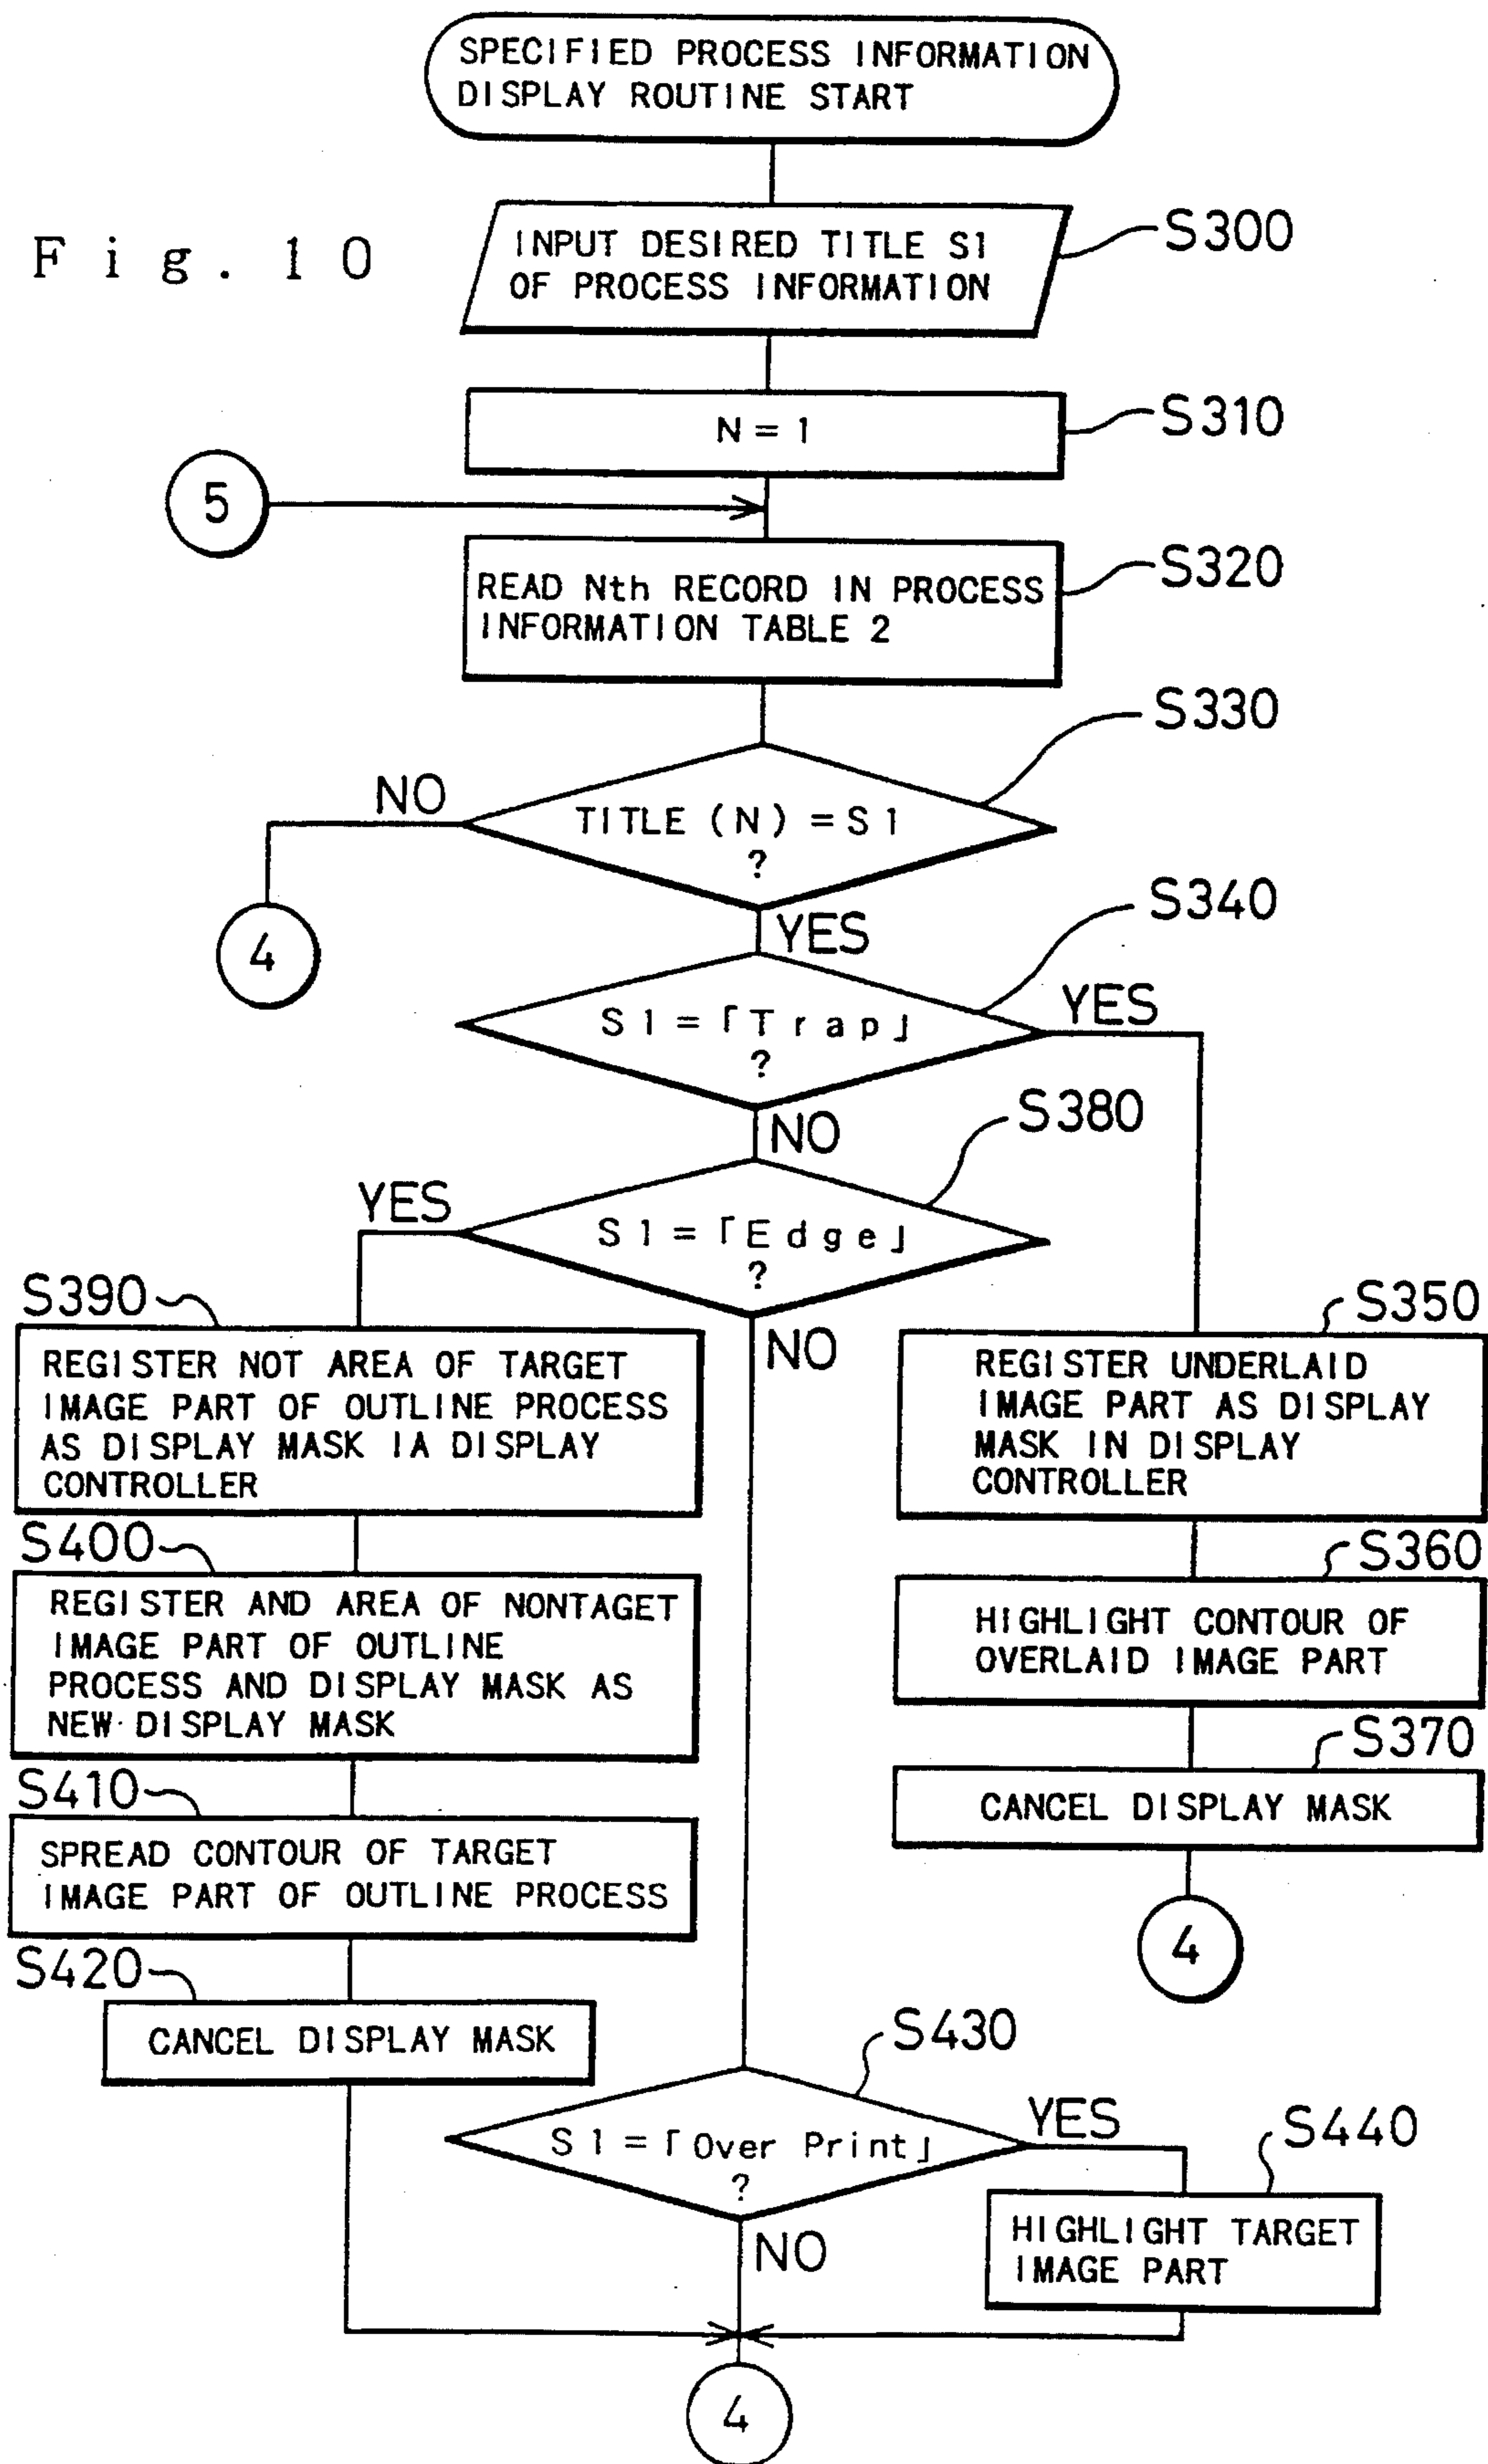 SPECIFIED PROCESS INFORMATION
DISPLAY ROUTINE START
Fig. 10
INPUT DESIRED TITLE S1
OF PROCESS INFORMATION
S300
N = 1
S310
5
READ Nth RECORD IN PROCESS
INFORMATION TABLE 2
S320
S330
NO
TITLE (N) = S1
?
4
YES
S340
S1 = 「Trap」
?
YES
NO
S380
YES
S1 = 「Edge」
?
NO
S390
REGISTER NOT AREA OF TARGET
IMAGE PART OF OUTLINE PROCESS
AS DISPLAY MASK IA DISPLAY
CONTROLLER
S350
REGISTER UNDERLAID
IMAGE PART AS DISPLAY
MASK IN DISPLAY
CONTROLLER
S400
REGISTER AND AREA OF NONTAGET
IMAGE PART OF OUTLINE
PROCESS AND DISPLAY MASK AS
NEW DISPLAY MASK
S360
HIGHLIGHT CONTOUR OF
OVERLAID IMAGE PART
S370
CANCEL DISPLAY MASK
4
S410
SPREAD CONTOUR OF TARGET
IMAGE PART OF OUTLINE PROCESS
S420
CANCEL DISPLAY MASK
S430
S1 = 「Over Print」
?
YES
S440
HIGHLIGHT TARGET
IMAGE PART
NO
4